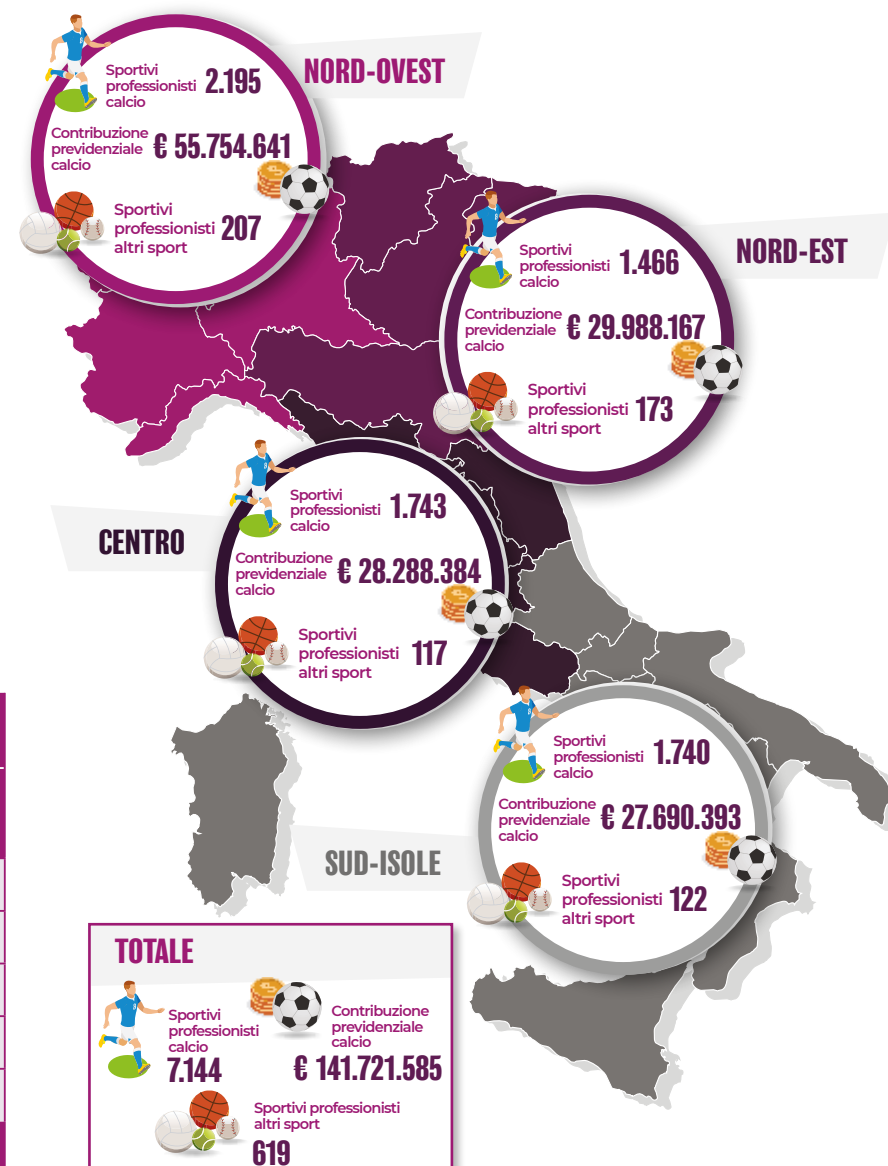 NORD-OVEST
Sportivi
professionisti
calcio
2.195
Contribuzione
previdenziale
calcio
€ 55.754.641
Sportivi
professionisti
altri sport
207
NORD-EST
Sportivi
professionisti
calcio
1.466
Contribuzione
previdenziale
calcio
€ 29.988.167
Sportivi
professionisti
altri sport
173
CENTRO
Sportivi
professionisti
calcio
1.743
Contribuzione
previdenziale
calcio
€ 28.288.384
Sportivi
professionisti
altri sport
117
SUD-ISOLE
Sportivi
professionisti
calcio
1.740
Contribuzione
previdenziale
calcio
€ 27.690.393
Sportivi
professionisti
altri sport
122
TOTALE
Sportivi
professionisti
calcio
7.144
Contribuzione
previdenziale
calcio
€ 141.721.585
Sportivi professionisti
altri sport
619